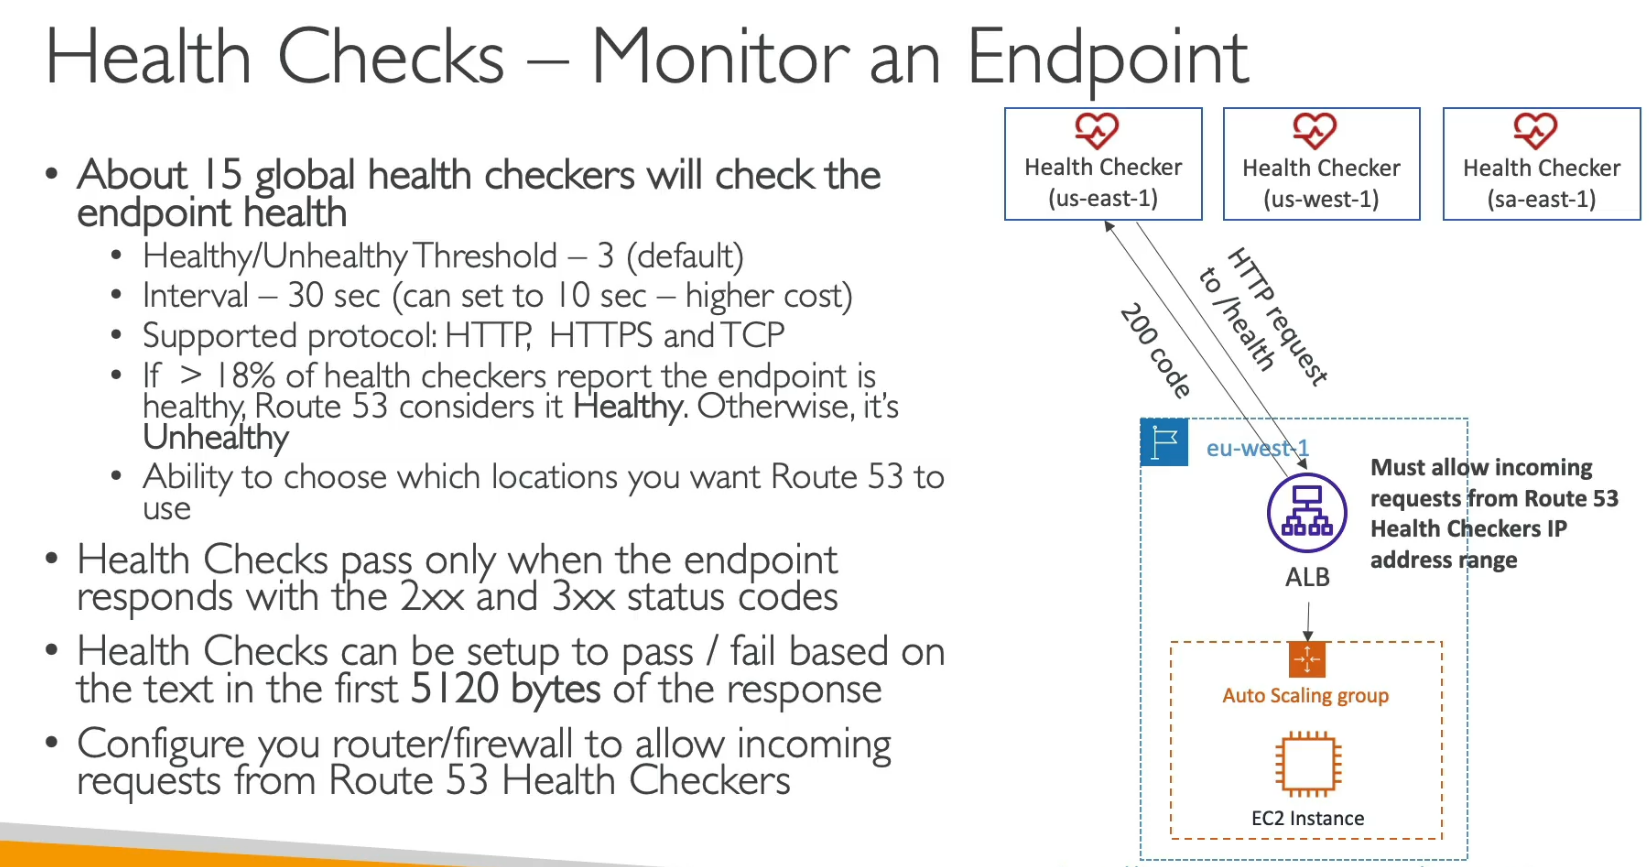 Health Checks – Monitor an Endpoint
• About 15 global health checkers will check the
endpoint health
• Healthy/Unhealthy Threshold – 3 (default)
• Interval – 30 sec (can set to 10 sec – higher cost)
• Supported protocol: HTTP, HTTPS and TCP
• If > 18% of health checkers report the endpoint is
healthy, Route 53 considers it Healthy. Otherwise, it's
Unhealthy
• Ability to choose which locations you want Route 53 to
use
• Health Checks pass only when the endpoint
responds with the 2xx and 3xx status codes
• Health Checks can be setup to pass / fail based on
the text in the first 5120 bytes of the response
• Configure you router/firewall to allow incoming
requests from Route 53 Health Checkers
Health Checker
(us-east-1)
Health Checker
(us-west-1)
Health Checker
(sa-east-1)
HTTP request
to /health
200 code
eu-west-1
Must allow incoming
requests from Route 53
Health Checkers IP
address range
ALB
Auto Scaling group
EC2 Instance